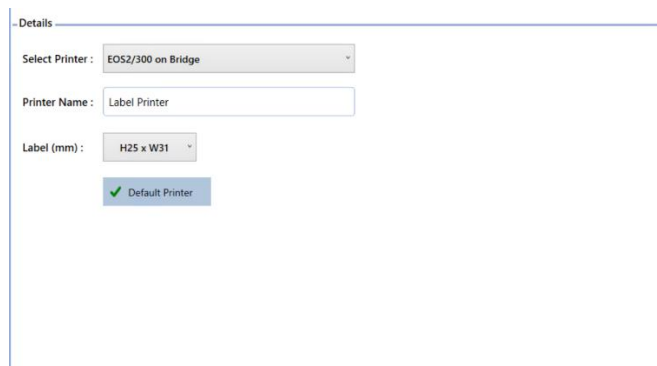 Details
Select Printer : EOS2/300 on Bridge
Printer Name : Label Printer
Label (mm) : H25 x W31
Default Printer